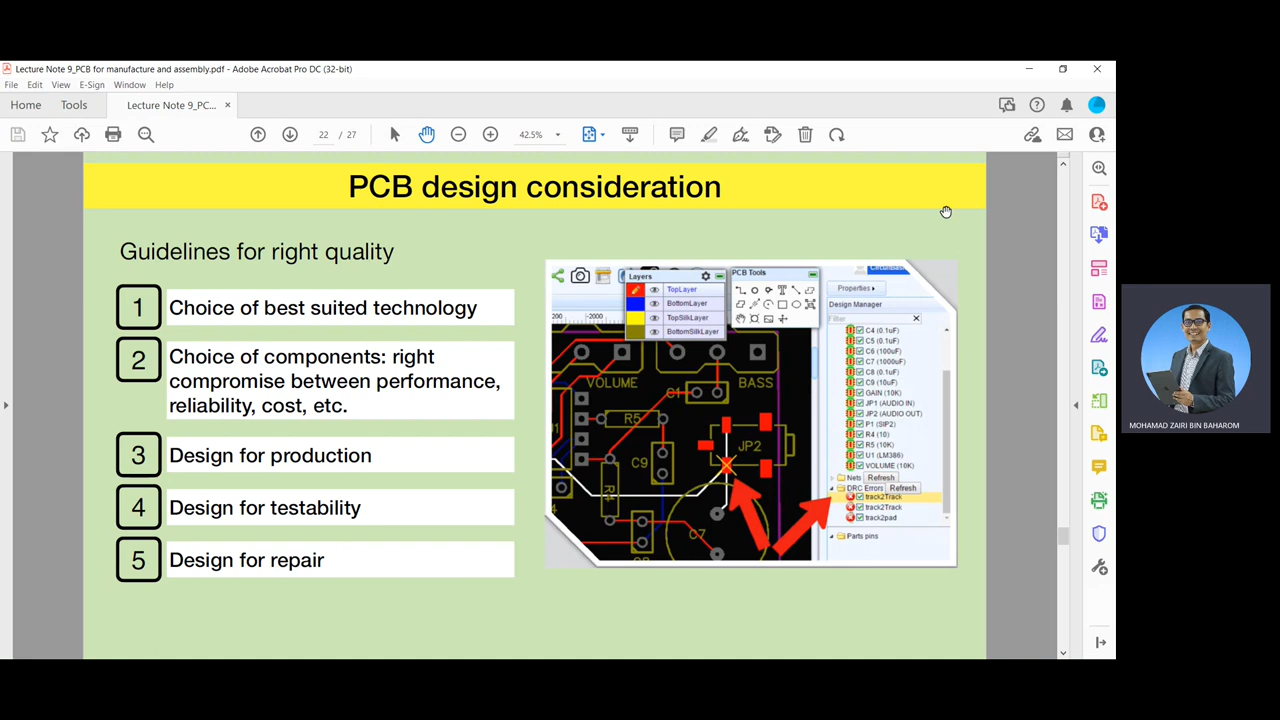 Lecture Note 9_PCB for manufacture and assembly.pdf - Adobe Acrobat Pro DC (32-bit)
File Edit View E-Sign Window Help
Home Tools Lecture Note 9_PC... ×
22 / 27 42.5%
PCB design consideration
Guidelines for right quality
1 Choice of best suited technology
2 Choice of components: right
compromise between performance,
reliability, cost, etc.
3 Design for production
4 Design for testability
5 Design for repair
Layers
TopLayer
BottomLayer
TopSilkLayer
BottomSilkLayer
PCB Tools
200 -2000
VOLUME
BASS
C1
R5
JP2
C9
R4
C7
Properties
Design Manager
Filter
C4 (0.1uF)
C5 (0.1uF)
C6 (100uF)
C7 (1000uF)
C8 (0.1uF)
C9 (10uF)
GAIN (10K)
JP1 (AUDIO IN)
JP2 (AUDIO OUT)
P1 (SIP2)
R4 (10)
R5 (10K)
U1 (LM386)
VOLUME (10K)
Nets Refresh
DRC Errors Refresh
track2Track
track2Track
track2pad
Parts pins
MOHAMAD ZAIRI BIN BAHAROM